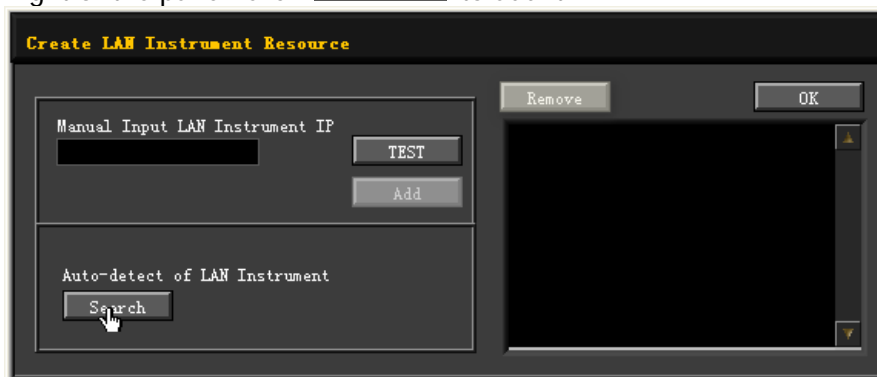 Create LAN Instrument Resource
Remove
OK
Manual Input LAN Instrument IP
TEST
Add
Auto-detect of LAN Instrument
Search